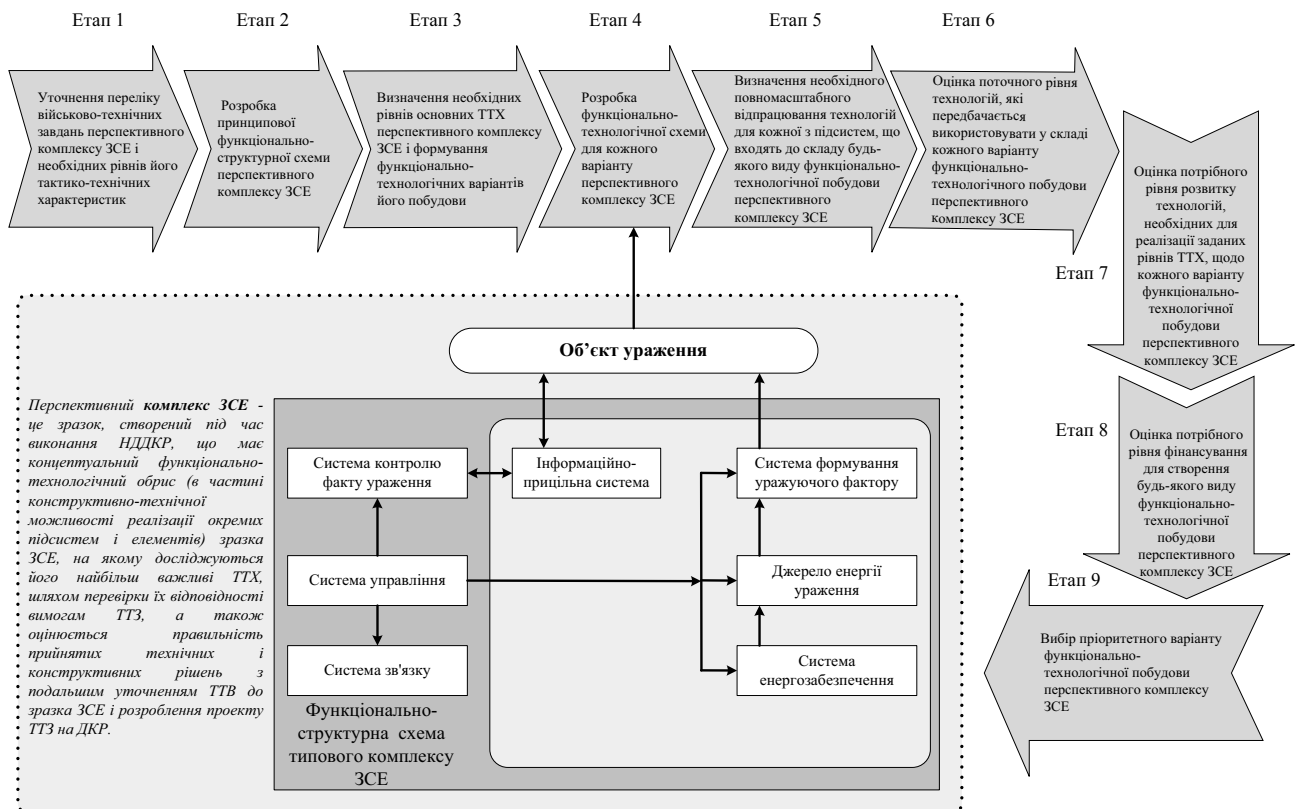 Етап 1
Етап 2
Етап 3
Етап 4
Етап 5
Етап 6
Уточнення переліку
військово-технічних
завдань перспективного
комплексу ЗСЕ і
необхідних рівнів його
тактико-технічних
характеристик
Розробка
принципової
функціонально-
структурної схеми
перспективного
комплексу ЗСЕ
Визначення необхідних
рівнів основних ТТХ
перспективного комплексу
ЗСЕ і формування
функціонально-
технологічних варіантів
його побудови
Розробка
функціонально-
технологічної схеми
для кожного
варіанту
перспективного
комплексу ЗСЕ
Визначення необхідного
повномасштабного
відпрацювання технологій
для кожної з підсистем, що
входять до складу будь-
якого виду функціонально-
технологічної побудови
перспективного
комплексу ЗСЕ
Оцінка поточного рівня
технологій, які
передбачається
використовувати у складі
кожного варіанту
функціонально-
технологічного побудови
перспективного
комплексу ЗСЕ
Етап 7
Оцінка потрібного
рівня розвитку
технологій,
необхідних для
реалізації заданих
рівнів ТТХ, щодо
кожного варіанту
функціонально-
технологічної
побудови
перспективного
комплексу ЗСЕ
Етап 8
Оцінка потрібного
рівня фінансування
для створення
будь-якого виду
функціонально-
технологічної
побудови
перспективного
комплексу ЗСЕ
Етап 9
Вибір пріоритетного варіанту
функціонально-
технологічної побудови
перспективного комплексу
ЗСЕ
Об’єкт ураження
Перспективний комплекс ЗСЕ -
це зразок, створений під час
виконання НДДКР, що має
концептуальний функціонально-
технологічний обрис (в частині
конструктивно-технічної
можливості реалізації окремих
підсистем і елементів) зразка
ЗСЕ, на якому досліджуються
його найбільш важливі ТТХ,
шляхом перевірки їх відповідності
вимогам ТТЗ, а також
оцінюється правильність
прийнятих технічних і
конструктивних рішень з
подальшим уточненням ТТВ до
зразка ЗСЕ і розроблення проекту
ТТЗ на ДКР.
Система контролю
факту ураження
Інформаційно-
прицільна система
Система формування
уражуючого фактору
Система управління
Джерело енергії
ураження
Система зв'язку
Система
енергозабезпечення
Функціонально-
структурна схема
типового комплексу
ЗСЕ